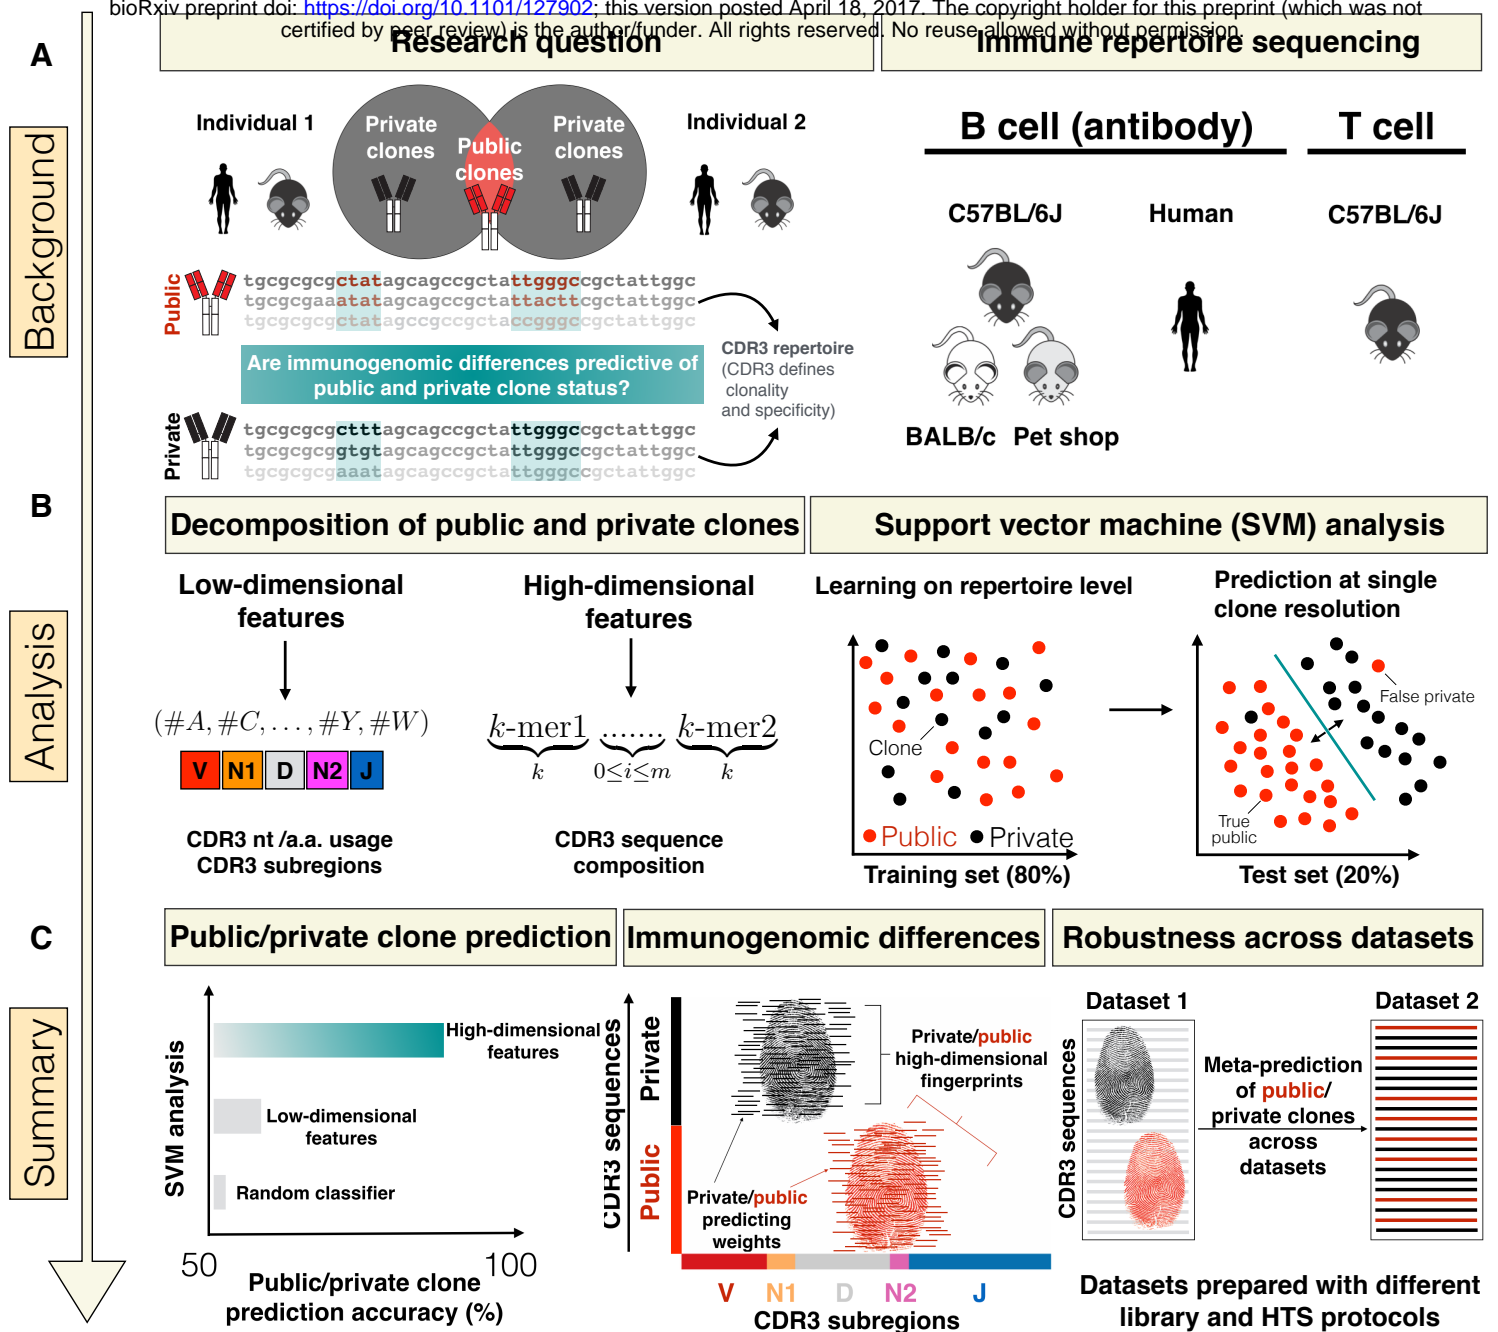 bioRxiv preprint doi: https://doi.org/10.1101/127902; this version posted April 18, 2017. The copyright holder for this preprint (which was not
certified by peer review) is the author/funder. All rights reserved. No reuse allowed without permission.
A
Research question
Immune repertoire sequencing
Background
Individual 1
Private
clones
Public
clones
Private
clones
Individual 2
Public
tgcgcgcgctatagcagccgctattgggccgctattggc
tgcgcgaaatatagcagccgctattacttcgctattggc
tgcgcgcgctatagccgccgctaccgggccgctattggc
Are immunogenomic differences predictive of
public and private clone status?
CDR3 repertoire
(CDR3 defines
clonality
and specificity)
Private
tgcgcgcgctttagcagccgctattgggccgctattggc
tgcgcgcggtgtagcagccgctattgggccgctattggc
tgcgcgcgaaatagcagccgctattgggccgctattggc
B cell (antibody)
T cell
C57BL/6J
Human
C57BL/6J
BALB/c
Pet shop
B
Decomposition of public and private clones
Support vector machine (SVM) analysis
Analysis
Low-dimensional
features
(#A, #C, . . . , #Y, #W)
V N1 D N2 J
CDR3 nt /a.a. usage
CDR3 subregions
High-dimensional
features
k-mer1 ....... k-mer2
k 0≤i≤m k
CDR3 sequence
composition
Learning on repertoire level
Clone
Public Private
Training set (80%)
Prediction at single
clone resolution
False private
True
public
Test set (20%)
C
Public/private clone prediction
Immunogenomic differences
Robustness across datasets
Summary
SVM analysis
High-dimensional
features
Low-dimensional
features
Random classifier
50
100
Public/private clone
prediction accuracy (%)
CDR3 sequences
Private
Public
Private/public
high-dimensional
fingerprints
Private/public
predicting
weights
V N1 D N2 J
CDR3 subregions
Dataset 1
Dataset 2
CDR3 sequences
Meta-prediction
of public/
private clones
across
datasets
Datasets prepared with different
library and HTS protocols